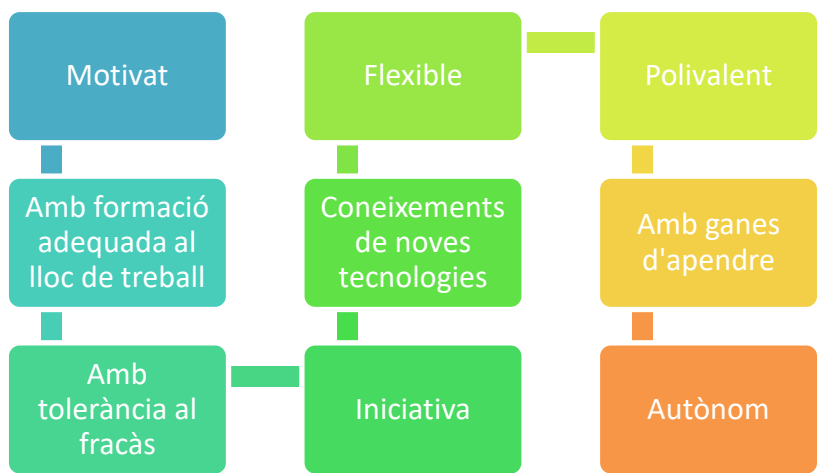 Motivat
Amb formació
adequada al
lloc de treball
Amb
tolerància al
fracàs
Iniciativa
Coneixements
de noves
tecnologies
Flexible
Polivalent
Amb ganes
d'apendre
Autònom